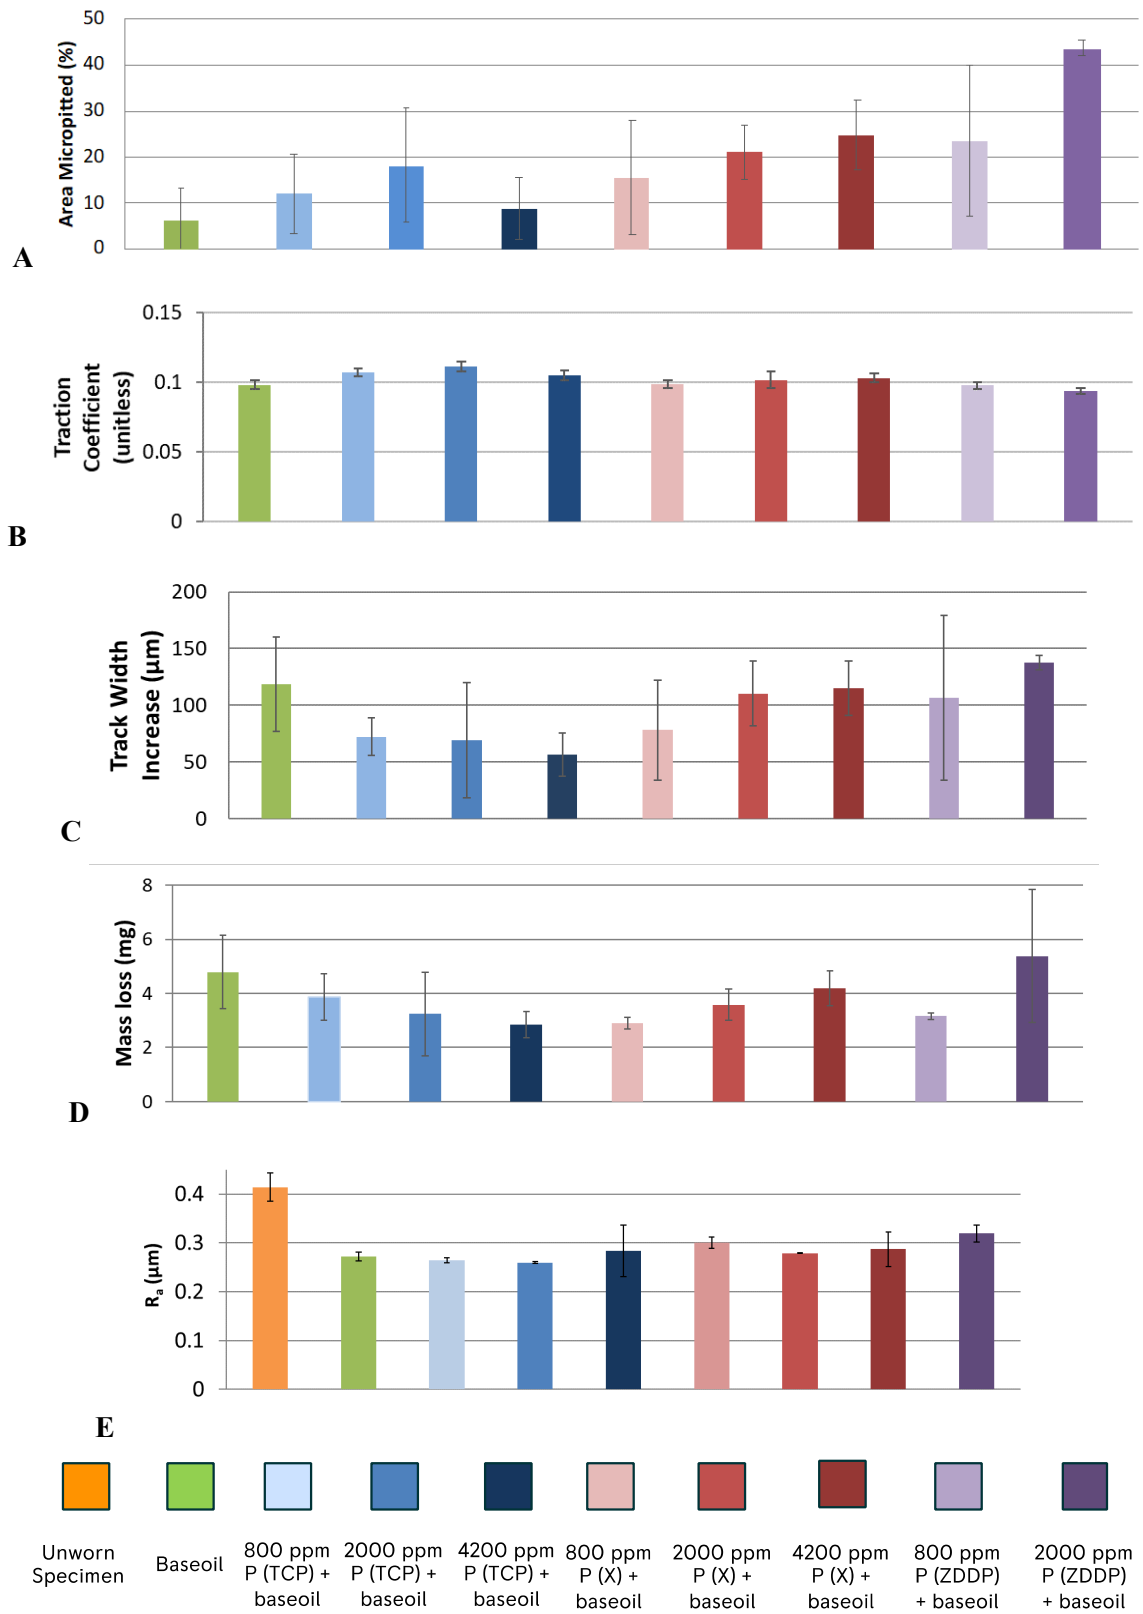 50
40
30
20
10
0
Area Micropitted (%)
A
0.15
0.1
0.05
0
Traction
Coefficient
(unitless)
B
200
150
100
50
0
Track Width
Increase (μm)
C
8
6
4
2
0
Mass loss (mg)
D
0.4
0.3
0.2
0.1
0
Ra (μm)
E
Unworn
Specimen
Baseoil
800 ppm
P (TCP) +
baseoil
2000 ppm
P (TCP) +
baseoil
4200 ppm
P (TCP) +
baseoil
800 ppm
P (X) +
baseoil
2000 ppm
P (X) +
baseoil
4200 ppm
P (X) +
baseoil
800 ppm
P (ZDDP)
+ baseoil
2000 ppm
P (ZDDP)
+ baseoil